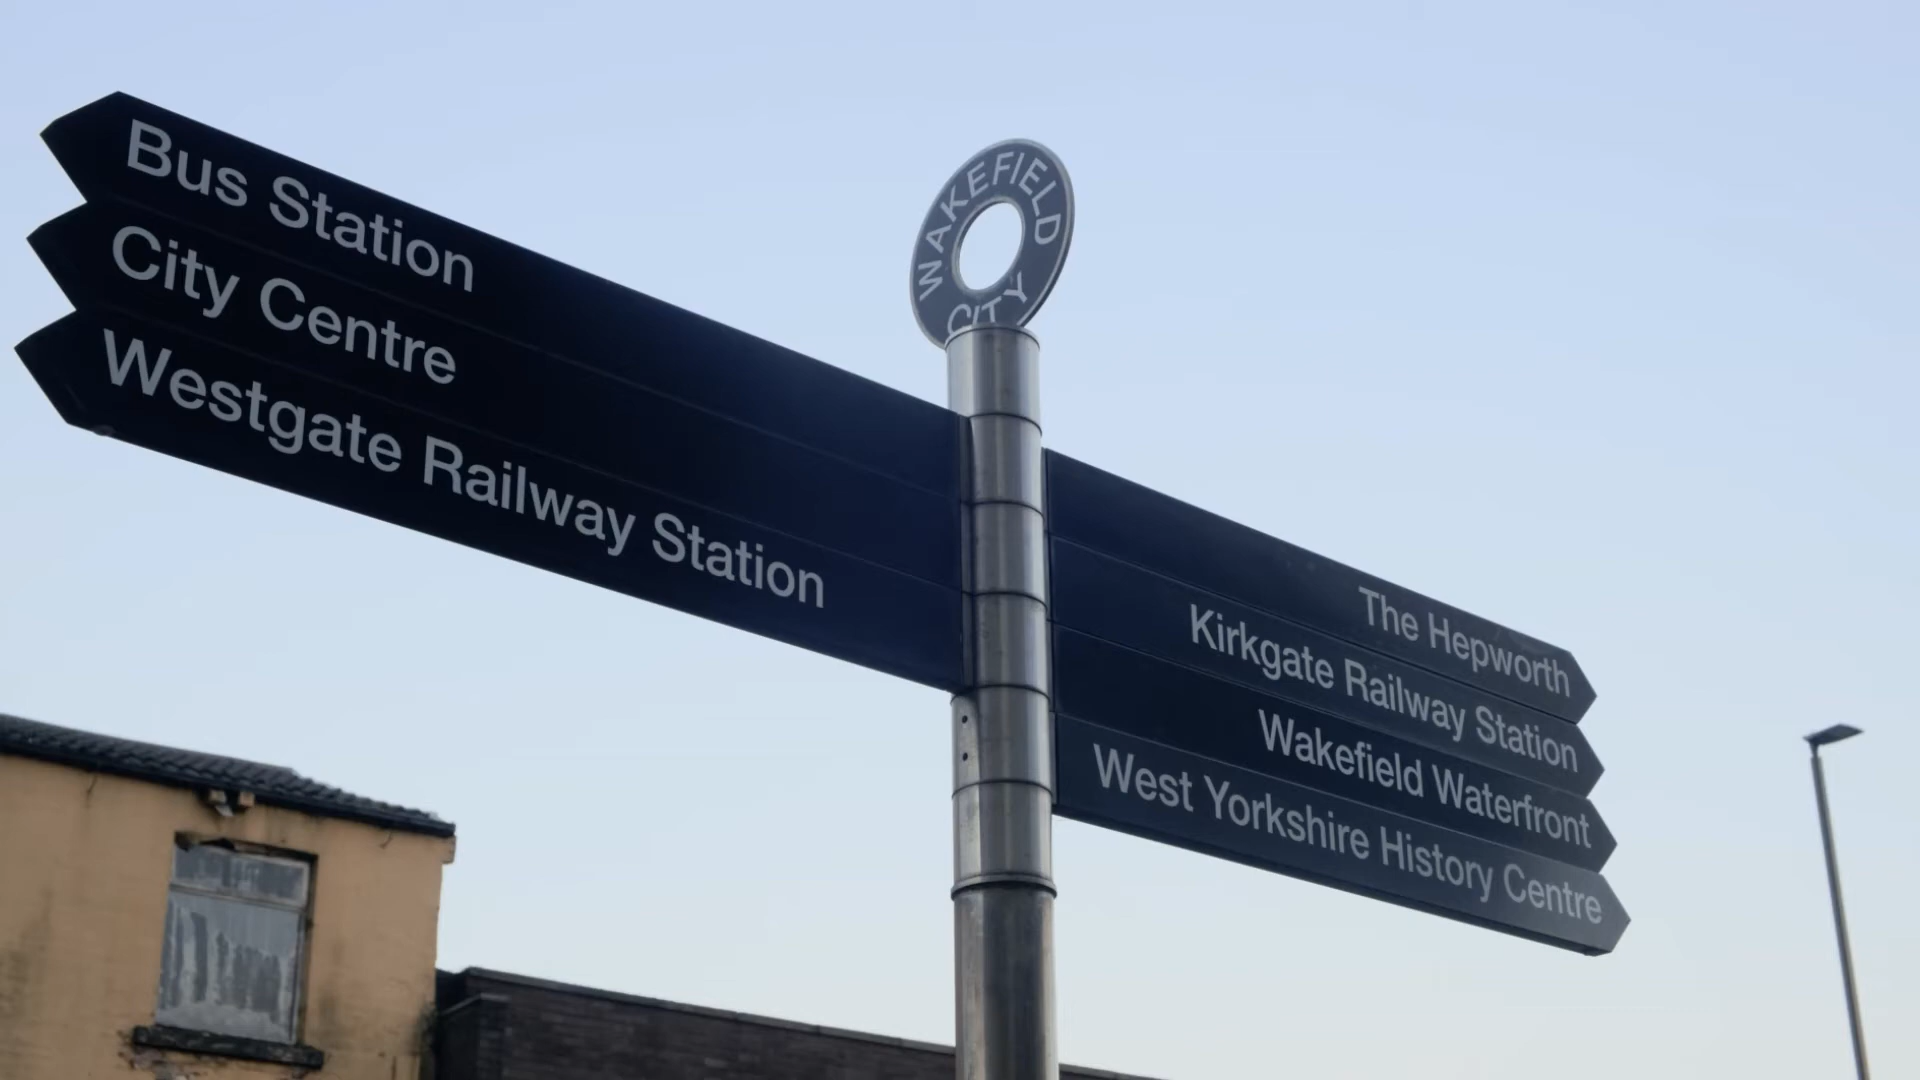 WAKEFIELD
CITY
Bus Station
City Centre
Westgate Railway Station
The Hepworth
Kirkgate Railway Station
Wakefield Waterfront
West Yorkshire History Centre